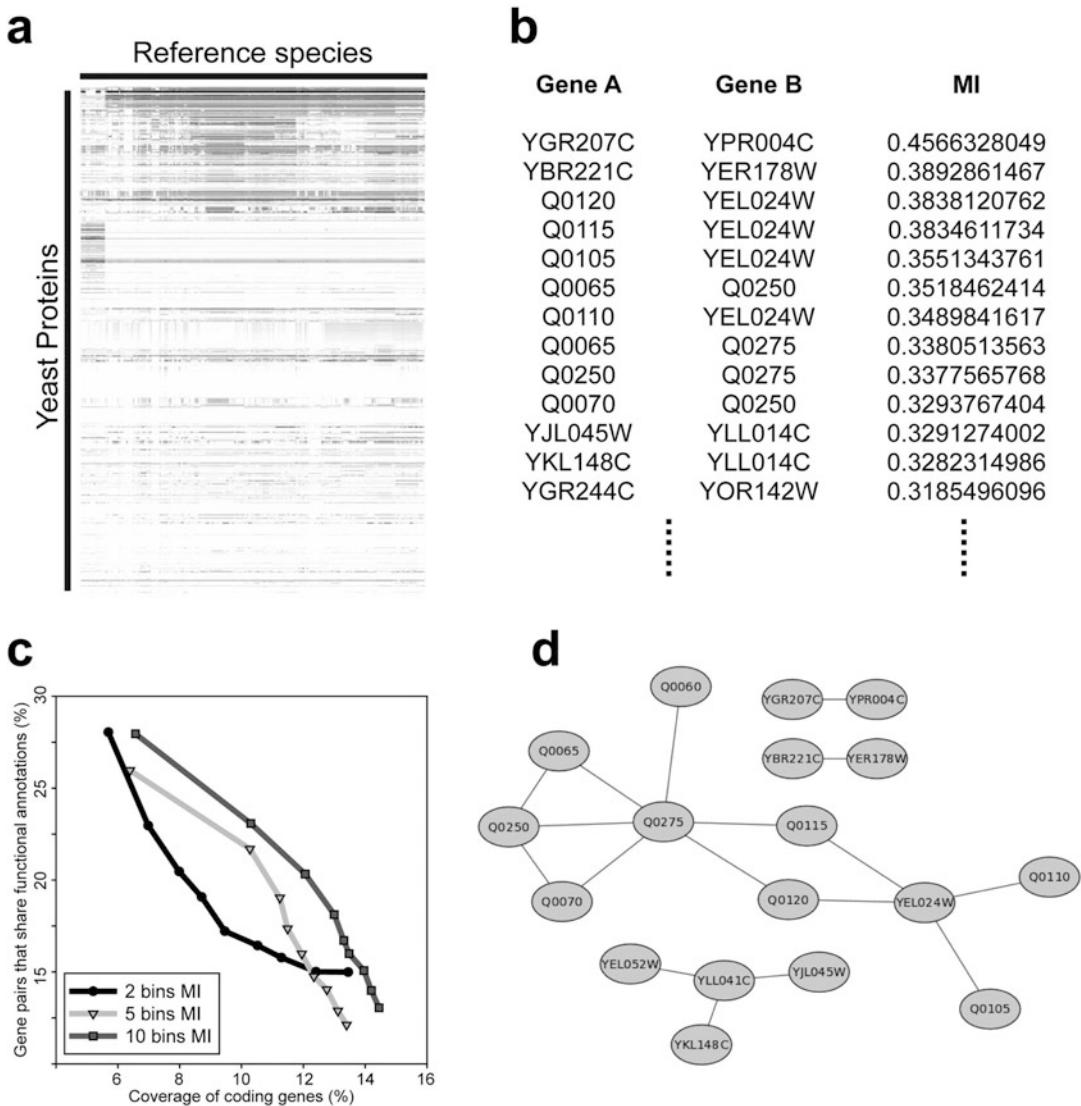 a
Reference species
Yeast Proteins
b
Gene A Gene B MI
YGR207C YPR004C 0.4566328049
YBR221C YER178W 0.3892861467
Q0120 YEL024W 0.3838120762
Q0115 YEL024W 0.3834611734
Q0105 YEL024W 0.3551343761
Q0065 Q0250 0.3518462414
Q0110 YEL024W 0.3489841617
Q0065 Q0275 0.3380513563
Q0250 Q0275 0.3377565768
Q0070 Q0250 0.3293767404
YJL045W YLL014C 0.3291274002
YKL148C YLL014C 0.3282314986
YGR244C YOR142W 0.3185496096
c
Gene pairs that share functional annotations (%)
30
25
20
15
2 bins MI
5 bins MI
10 bins MI
6 8 10 12 14 16
Coverage of coding genes (%)
d
Q0060
YGR207C YPR004C
Q0065
YBR221C YER178W
Q0250 Q0275 Q0115
Q0110
Q0070 Q0120 YEL024W
YEL052W YLL041C YJL045W
Q0105
YKL148C